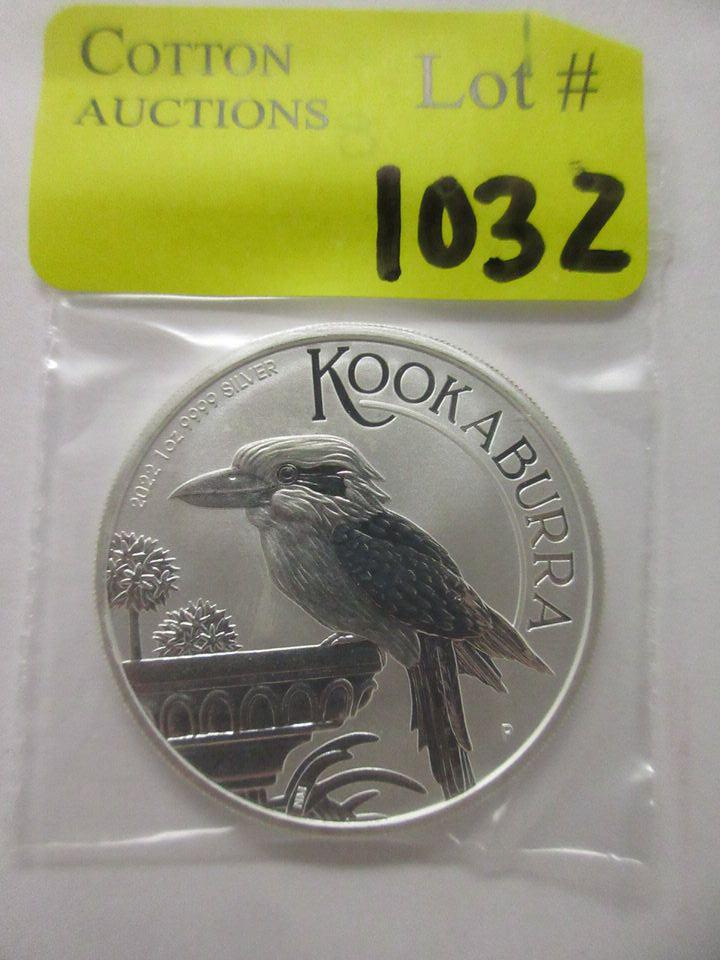 COTTON
AUCTIONS
Lot #
1032
2022 1oz 9999 SILVER
KOOKABURRA
P